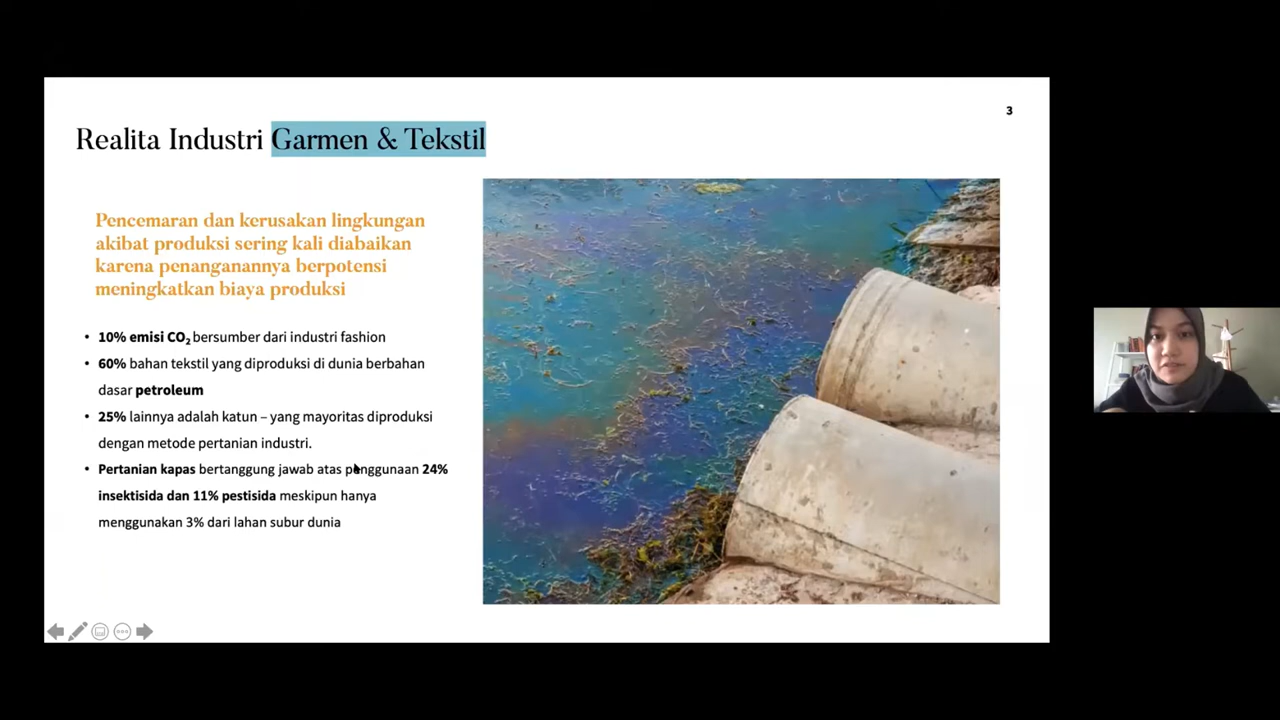 3
Realita Industri Garmen & Tekstil
Pencemaran dan kerusakan lingkungan
akibat produksi sering kali diabaikan
karena penanganannya berpotensi
meningkatkan biaya produksi
• 10% emisi CO₂ bersumber dari industri fashion
• 60% bahan tekstil yang diproduksi di dunia berbahan
dasar petroleum
• 25% lainnya adalah katun – yang mayoritas diproduksi
dengan metode pertanian industri.
• Pertanian kapas bertanggung jawab atas penggunaan 24%
insektisida dan 11% pestisida meskipun hanya
menggunakan 3% dari lahan subur dunia